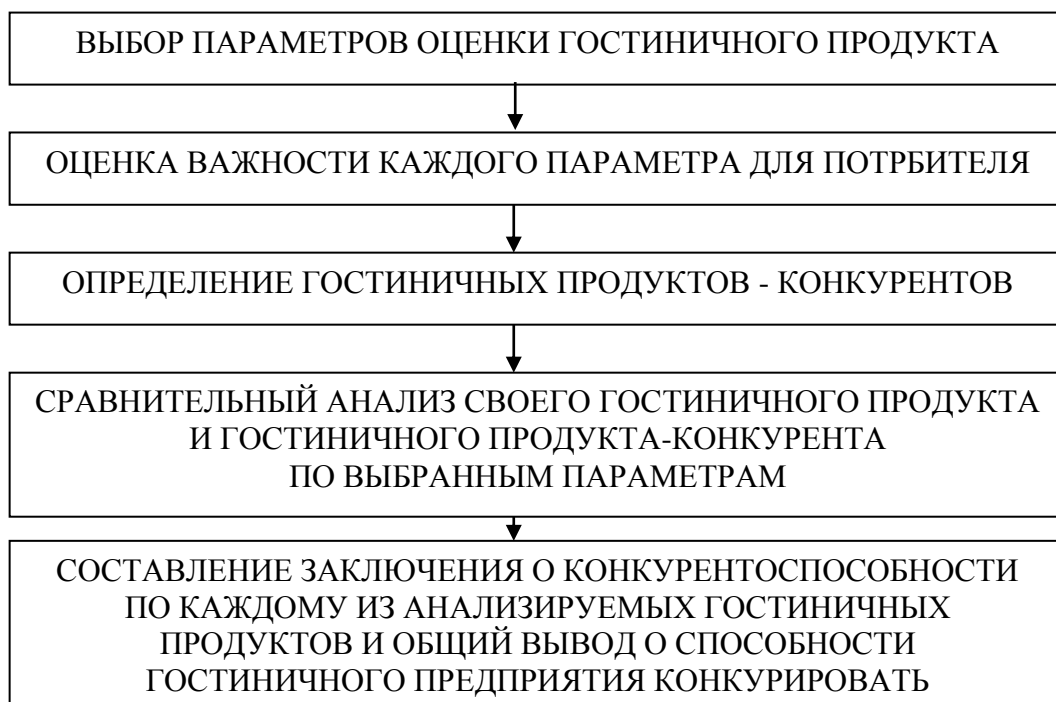 ВЫБОР ПАРАМЕТРОВ ОЦЕНКИ ГОСТИНИЧНОГО ПРОДУКТА
ОЦЕНКА ВАЖНОСТИ КАЖДОГО ПАРАМЕТРА ДЛЯ ПОТРБИТЕЛЯ
ОПРЕДЕЛЕНИЕ ГОСТИНИЧНЫХ ПРОДУКТОВ - КОНКУРЕНТОВ
СРАВНИТЕЛЬНЫЙ АНАЛИЗ СВОЕГО ГОСТИНИЧНОГО ПРОДУКТА
И ГОСТИНИЧНОГО ПРОДУКТА-КОНКУРЕНТА
ПО ВЫБРАННЫМ ПАРАМЕТРАМ
СОСТАВЛЕНИЕ ЗАКЛЮЧЕНИЯ О КОНКУРЕНТОСПОСОБНОСТИ
ПО КАЖДОМУ ИЗ АНАЛИЗИРУЕМЫХ ГОСТИНИЧНЫХ
ПРОДУКТОВ И ОБЩИЙ ВЫВОД О СПОСОБНОСТИ
ГОСТИНИЧНОГО ПРЕДПРИЯТИЯ КОНКУРИРОВАТЬ